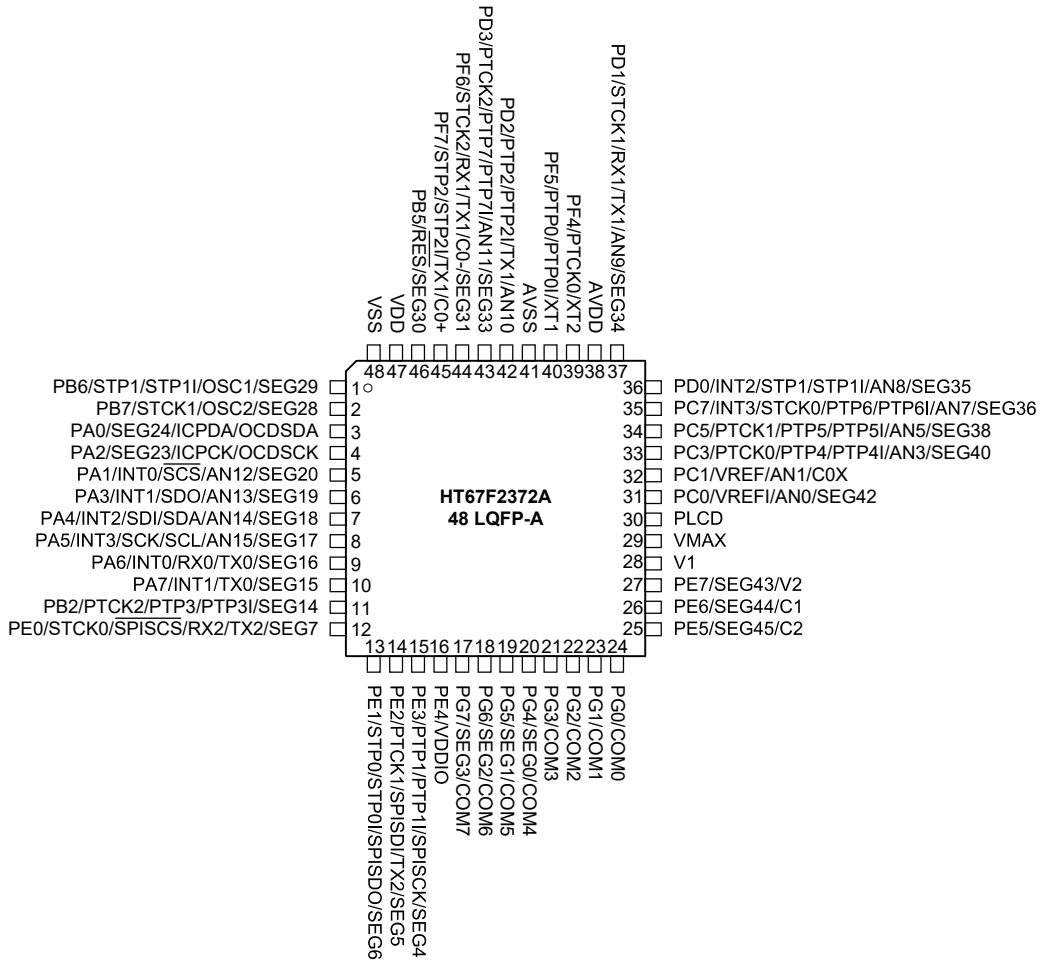 PD3/PTCK2/PTP7/PTP7I/AN11/SEG33
PF6/STCK2/RX1/TX1/C0-/SEG31
PF7/STP2/STP2I/TX1/C0+
PB5/RES/SEG30
VDD
VSS
PD2/PTP2/PTP2I/TX1/AN10
AVSS
PF5/PTP0/PTP0I/XT1
PF4/PTCK0/XT2
AVDD
PD1/STCK1/RX1/TX1/AN9/SEG34
48 47 46 45 44 43 42 41 40 39 38 37
PB6/STP1/STP1I/OSC1/SEG29 1
PB7/STCK1/OSC2/SEG28 2
PA0/SEG24/ICPDA/OCDSDA 3
PA2/SEG23/ICPCK/OCDSCK 4
PA1/INT0/SCS/AN12/SEG20 5
PA3/INT1/SDO/AN13/SEG19 6
PA4/INT2/SDI/SDA/AN14/SEG18 7
PA5/INT3/SCK/SCL/AN15/SEG17 8
PA6/INT0/RX0/TX0/SEG16 9
PA7/INT1/TX0/SEG15 10
PB2/PTCK2/PTP3/PTP3I/SEG14 11
PE0/STCK0/SPISCS/RX2/TX2/SEG7 12
HT67F2372A
48 LQFP-A
36 PD0/INT2/STP1/STP1I/AN8/SEG35
35 PC7/INT3/STCK0/PTP6/PTP6I/AN7/SEG36
34 PC5/PTCK1/PTP5/PTP5I/AN5/SEG38
33 PC3/PTCK0/PTP4/PTP4I/AN3/SEG40
32 PC1/VREF/AN1/C0X
31 PC0/VREFI/AN0/SEG42
30 PLCD
29 VMAX
28 V1
27 PE7/SEG43/V2
26 PE6/SEG44/C1
25 PE5/SEG45/C2
13 14 15 16 17 18 19 20 21 22 23 24
PE1/STP0/STP0I/SPISDO/SEG6
PE2/PTCK1/SPISDI/TX2/SEG5
PE3/PTP1/PTP1I/SPISCK/SEG4
PE4/VDDIO
PG7/SEG3/COM7
PG6/SEG2/COM6
PG5/SEG1/COM5
PG4/SEG0/COM4
PG3/COM3
PG2/COM2
PG1/COM1
PG0/COM0